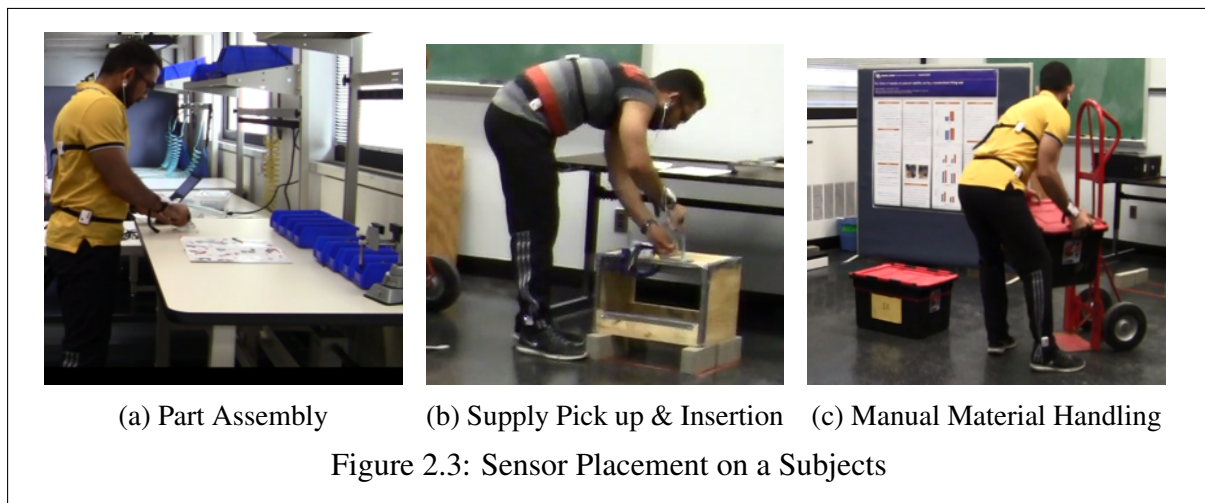 (a) Part Assembly
(b) Supply Pick up & Insertion
(c) Manual Material Handling
Figure 2.3: Sensor Placement on a Subjects